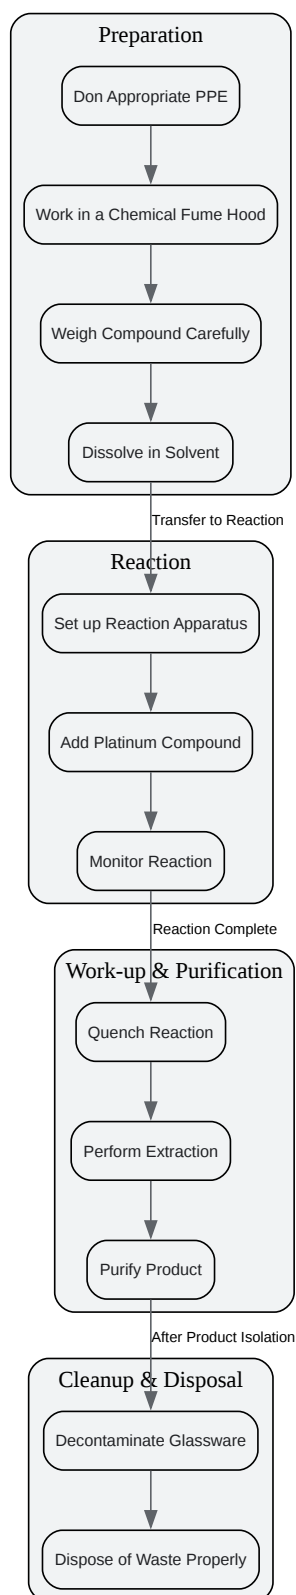 Preparation
Don Appropriate PPE
Work in a Chemical Fume Hood
Weigh Compound Carefully
Dissolve in Solvent
Transfer to Reaction
Reaction
Set up Reaction Apparatus
Add Platinum Compound
Monitor Reaction
Reaction Complete
Work-up & Purification
Quench Reaction
Perform Extraction
Purify Product
After Product Isolation
Cleanup & Disposal
Decontaminate Glassware
Dispose of Waste Properly